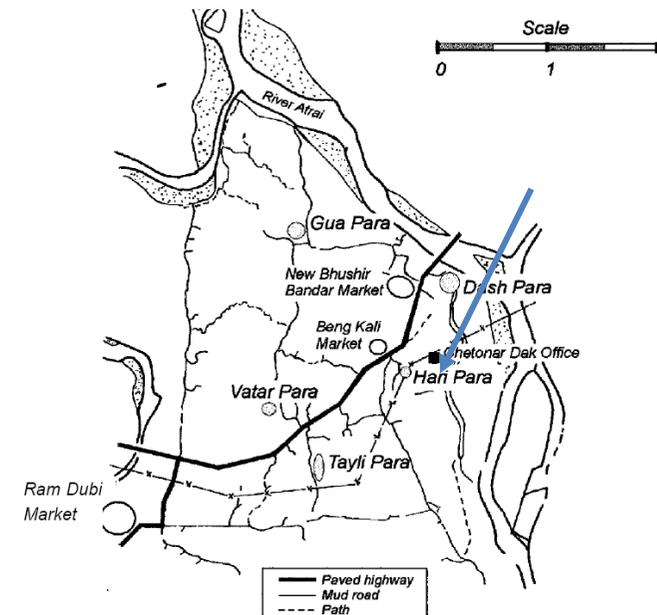 Scale
0 1
River Atrai
Gua Para
New Bhushir
Bandar Market
Dash Para
Beng Kali
Market
Chetonar Dak Office
Hari Para
Vatar Para
Tayli Para
Ram Dubi
Market
Paved highway
Mud road
Path